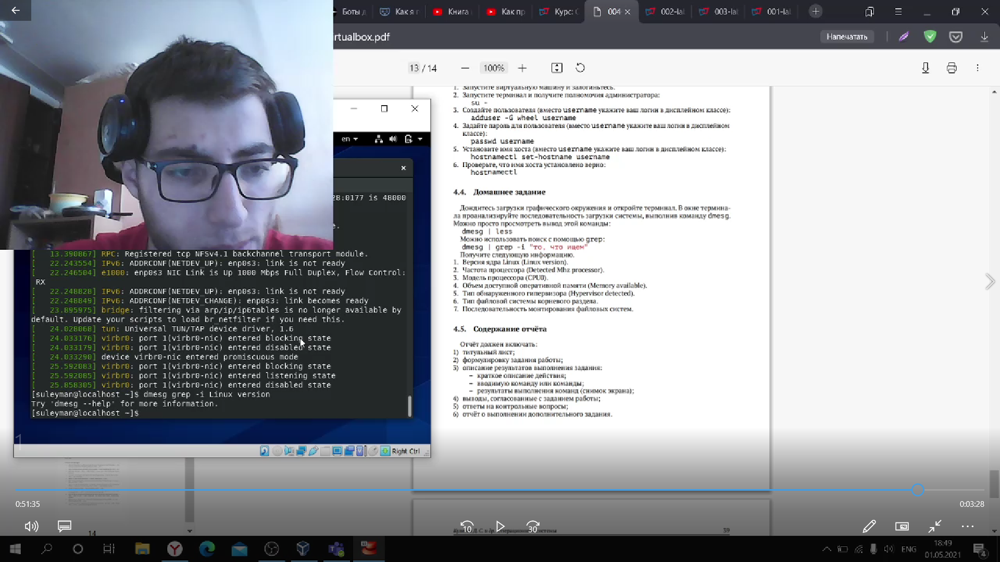 Боты д
Как я п
Книга
Как пр
Курс: С
004
002-lal
003-lab
001-lal
rtualbox.pdf
Напечатать
13 / 14
100%
1. Запустите виртуальную машину и залогиньтесь.
2. Запустите терминал и получите полномочия администратора:
su -
3. Создайте пользователя (вместо username укажите ваш логин в дисплейном классе):
adduser -G wheel username
4. Задайте пароль для пользователя (вместо username укажите ваш логин в дисплейном
классе):
passwd username
5. Установите имя хоста (вместо username укажите ваш логин в дисплейном классе):
hostnamectl set-hostname username
6. Проверьте, что имя хоста установлено верно:
hostnamectl
4.4. Домашнее задание
Дождитесь загрузки графического окружения и откройте терминал. В окне термина-
ла проанализируйте последовательность загрузки системы, выполнив команду dmesg.
Можно просто просмотреть вывод этой команды:
dmesg | less
Можно использовать поиск с помощью grep:
dmesg | grep -i "то, что ищем"
Получите следующую информацию.
1. Версия ядра Linux (Linux version).
2. Частота процессора (Detected Mhz processor).
3. Модель процессора (CPU0).
4. Объем доступной оперативной памяти (Memory available).
5. Тип обнаруженного гипервизора (Hypervisor detected).
6. Тип файловой системы корневого раздела.
7. Последовательность монтирования файловых систем.
4.5. Содержание отчёта
Отчёт должен включать:
1) титульный лист;
2) формулировку задания работы;
3) описание результатов выполнения задания:
– краткое описание действия;
– вводимую команду или команды;
– результаты выполнения команд (снимок экрана);
4) выводы, согласованные с заданием работы;
5) ответы на контрольные вопросы;
6) отчёт о выполнении дополнительного задания.
39
en
28:0177 is 48000
e.
[ 13.390867] RPC: Registered tcp NFSv4.1 backchannel transport module.
[ 22.243554] IPv6: ADDRCONF(NETDEV_UP): enp0s3: link is not ready
[ 22.246504] e1000: enp0s3 NIC Link is Up 1000 Mbps Full Duplex, Flow Control:
RX
[ 22.248828] IPv6: ADDRCONF(NETDEV_UP): enp0s3: link is not ready
[ 22.248849] IPv6: ADDRCONF(NETDEV_CHANGE): enp0s3: link becomes ready
[ 23.895975] bridge: filtering via arp/ip/ip6tables is no longer available by
default. Update your scripts to load br_netfilter if you need this.
[ 24.028068] tun: Universal TUN/TAP device driver, 1.6
[ 24.033176] virbr0: port 1(virbr0-nic) entered blocking state
[ 24.033179] virbr0: port 1(virbr0-nic) entered disabled state
[ 24.033290] device virbr0-nic entered promiscuous mode
[ 25.592083] virbr0: port 1(virbr0-nic) entered blocking state
[ 25.592085] virbr0: port 1(virbr0-nic) entered listening state
[ 25.858305] virbr0: port 1(virbr0-nic) entered disabled state
[suleyman@localhost ~]$ dmesg grep -i Linux version
Try 'dmesg --help' for more information.
[suleyman@localhost ~]$
1
Right Ctrl
0:51:35
0:03:28
10
30
14
ENG
18:49
01.05.2021
4